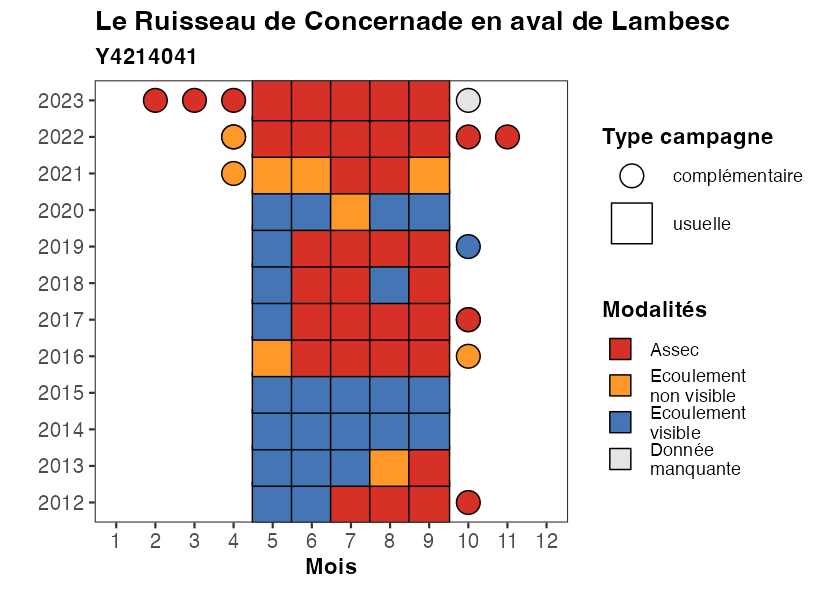 Le Ruisseau de Concernade en aval de Lambesc
Y4214041
2023
2022
2021
2020
2019
2018
2017
2016
2015
2014
2013
2012
1 2 3 4 5 6 7 8 9 10 11 12
Mois
Type campagne
complémentaire
usuelle
Modalités
Assec
Ecoulement
non visible
Ecoulement
visible
Donnée
manquante